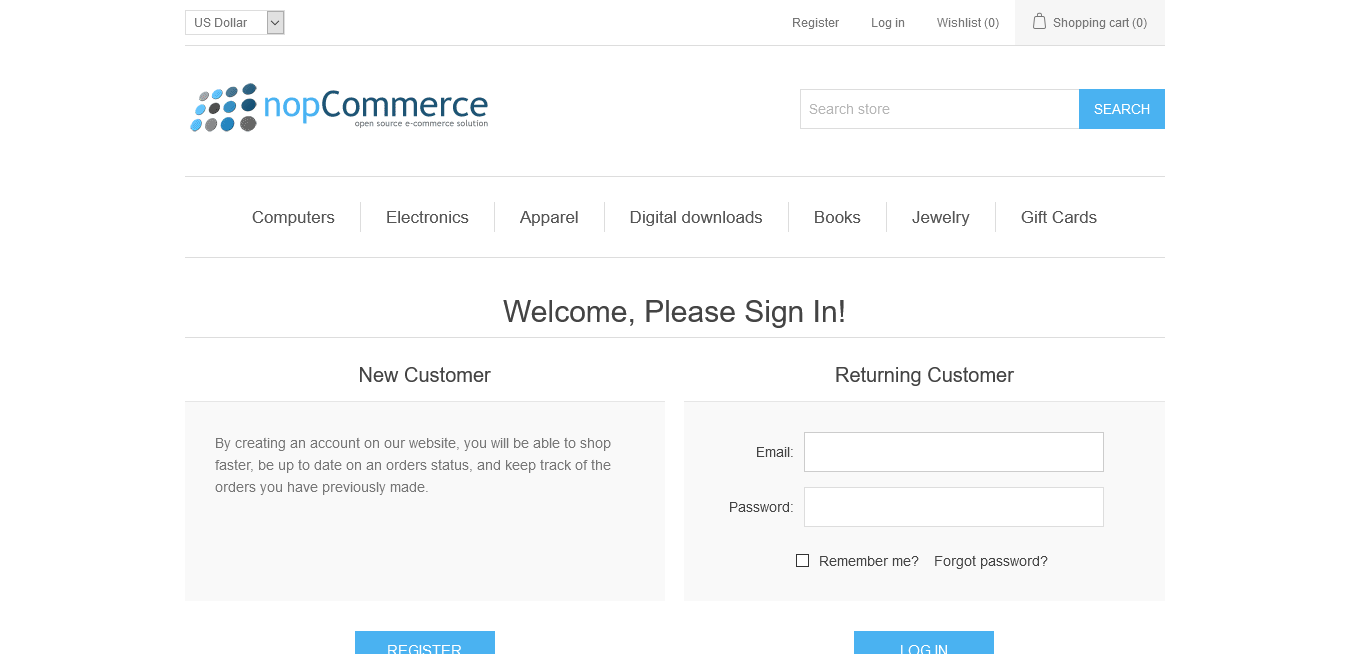 US Dollar
Register
Log in
Wishlist (0)
Shopping cart (0)
nopCommerce
open source e-commerce solution
Search store
SEARCH
Computers
Electronics
Apparel
Digital downloads
Books
Jewelry
Gift Cards
Welcome, Please Sign In!
New Customer
By creating an account on our website, you will be able to shop
faster, be up to date on an orders status, and keep track of the
orders you have previously made.
REGISTER
Returning Customer
Email:
Password:
Remember me?
Forgot password?
LOG IN